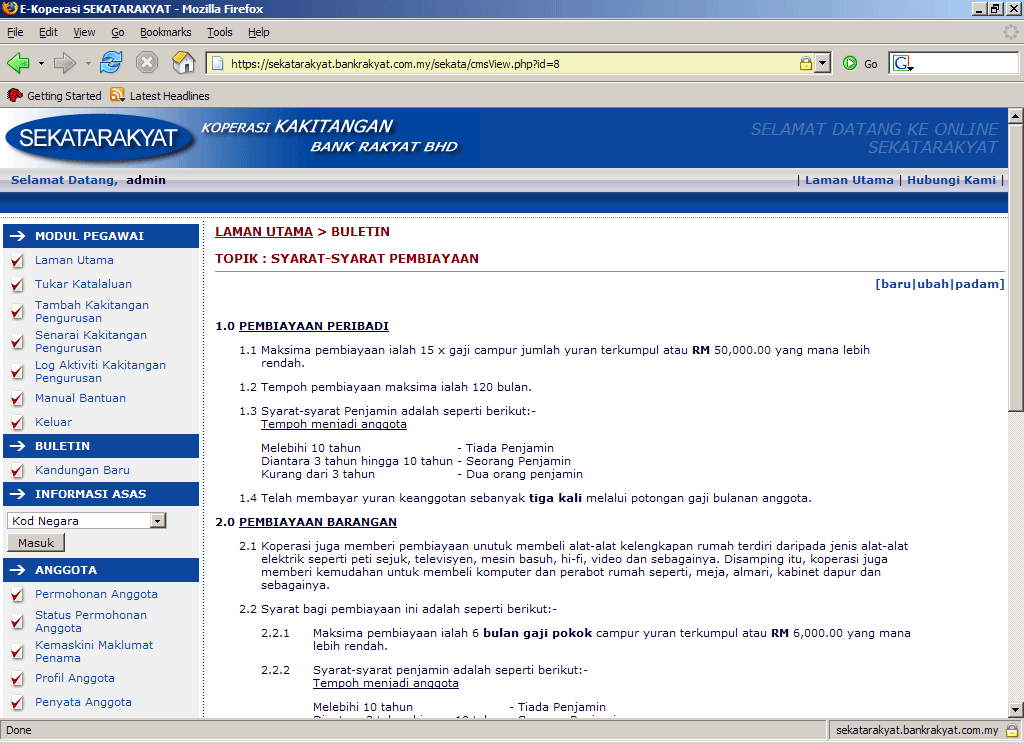 E-Koperasi SEKATARAKYAT - Mozilla Firefox
File Edit View Go Bookmarks Tools Help
https://sekatarakyat.bankrakyat.com.my/sekata/cmsView.php?id=8 Go G
Getting Started Latest Headlines
SEKATARAKYAT KOPERASI KAKITANGAN
BANK RAKYAT BHD
SELAMAT DATANG KE ONLINE
SEKATARAKYAT
Selamat Datang, admin | Laman Utama | Hubungi Kami |
MODUL PEGAWAI
Laman Utama
Tukar Katalaluan
Tambah Kakitangan
Pengurusan
Senarai Kakitangan
Pengurusan
Log Aktiviti Kakitangan
Pengurusan
Manual Bantuan
Keluar
BULETIN
Kandungan Baru
INFORMASI ASAS
Kod Negara
Masuk
ANGGOTA
Permohonan Anggota
Status Permohonan
Anggota
Kemaskini Maklumat
Penama
Profil Anggota
Penyata Anggota
LAMAN UTAMA > BULETIN
TOPIK : SYARAT-SYARAT PEMBIAYAAN
[baru|ubah|padam]
1.0 PEMBIAYAAN PERIBADI
1.1 Maksima pembiayaan ialah 15 x gaji campur jumlah yuran terkumpul atau RM 50,000.00 yang mana lebih
rendah.
1.2 Tempoh pembiayaan maksima ialah 120 bulan.
1.3 Syarat-syarat Penjamin adalah seperti berikut:-
Tempoh menjadi anggota
Melebihi 10 tahun - Tiada Penjamin
Diantara 3 tahun hingga 10 tahun - Seorang Penjamin
Kurang dari 3 tahun - Dua orang penjamin
1.4 Telah membayar yuran keanggotan sebanyak tiga kali melalui potongan gaji bulanan anggota.
2.0 PEMBIAYAAN BARANGAN
2.1 Koperasi juga memberi pembiayaan unutuk membeli alat-alat kelengkapan rumah terdiri daripada jenis alat-alat
elektrik seperti peti sejuk, televisyen, mesin basuh, hi-fi, video dan sebagainya. Disamping itu, koperasi juga
memberi kemudahan untuk membeli komputer dan perabot rumah seperti, meja, almari, kabinet dapur dan
sebagainya.
2.2 Syarat bagi pembiayaan ini adalah seperti berikut:-
2.2.1 Maksima pembiayaan ialah 6 bulan gaji pokok campur yuran terkumpul atau RM 6,000.00 yang mana
lebih rendah.
2.2.2 Syarat-syarat penjamin adalah seperti berikut:-
Tempoh menjadi anggota
Melebihi 10 tahun - Tiada Penjamin
Done sekatarakyat.bankrakyat.com.my